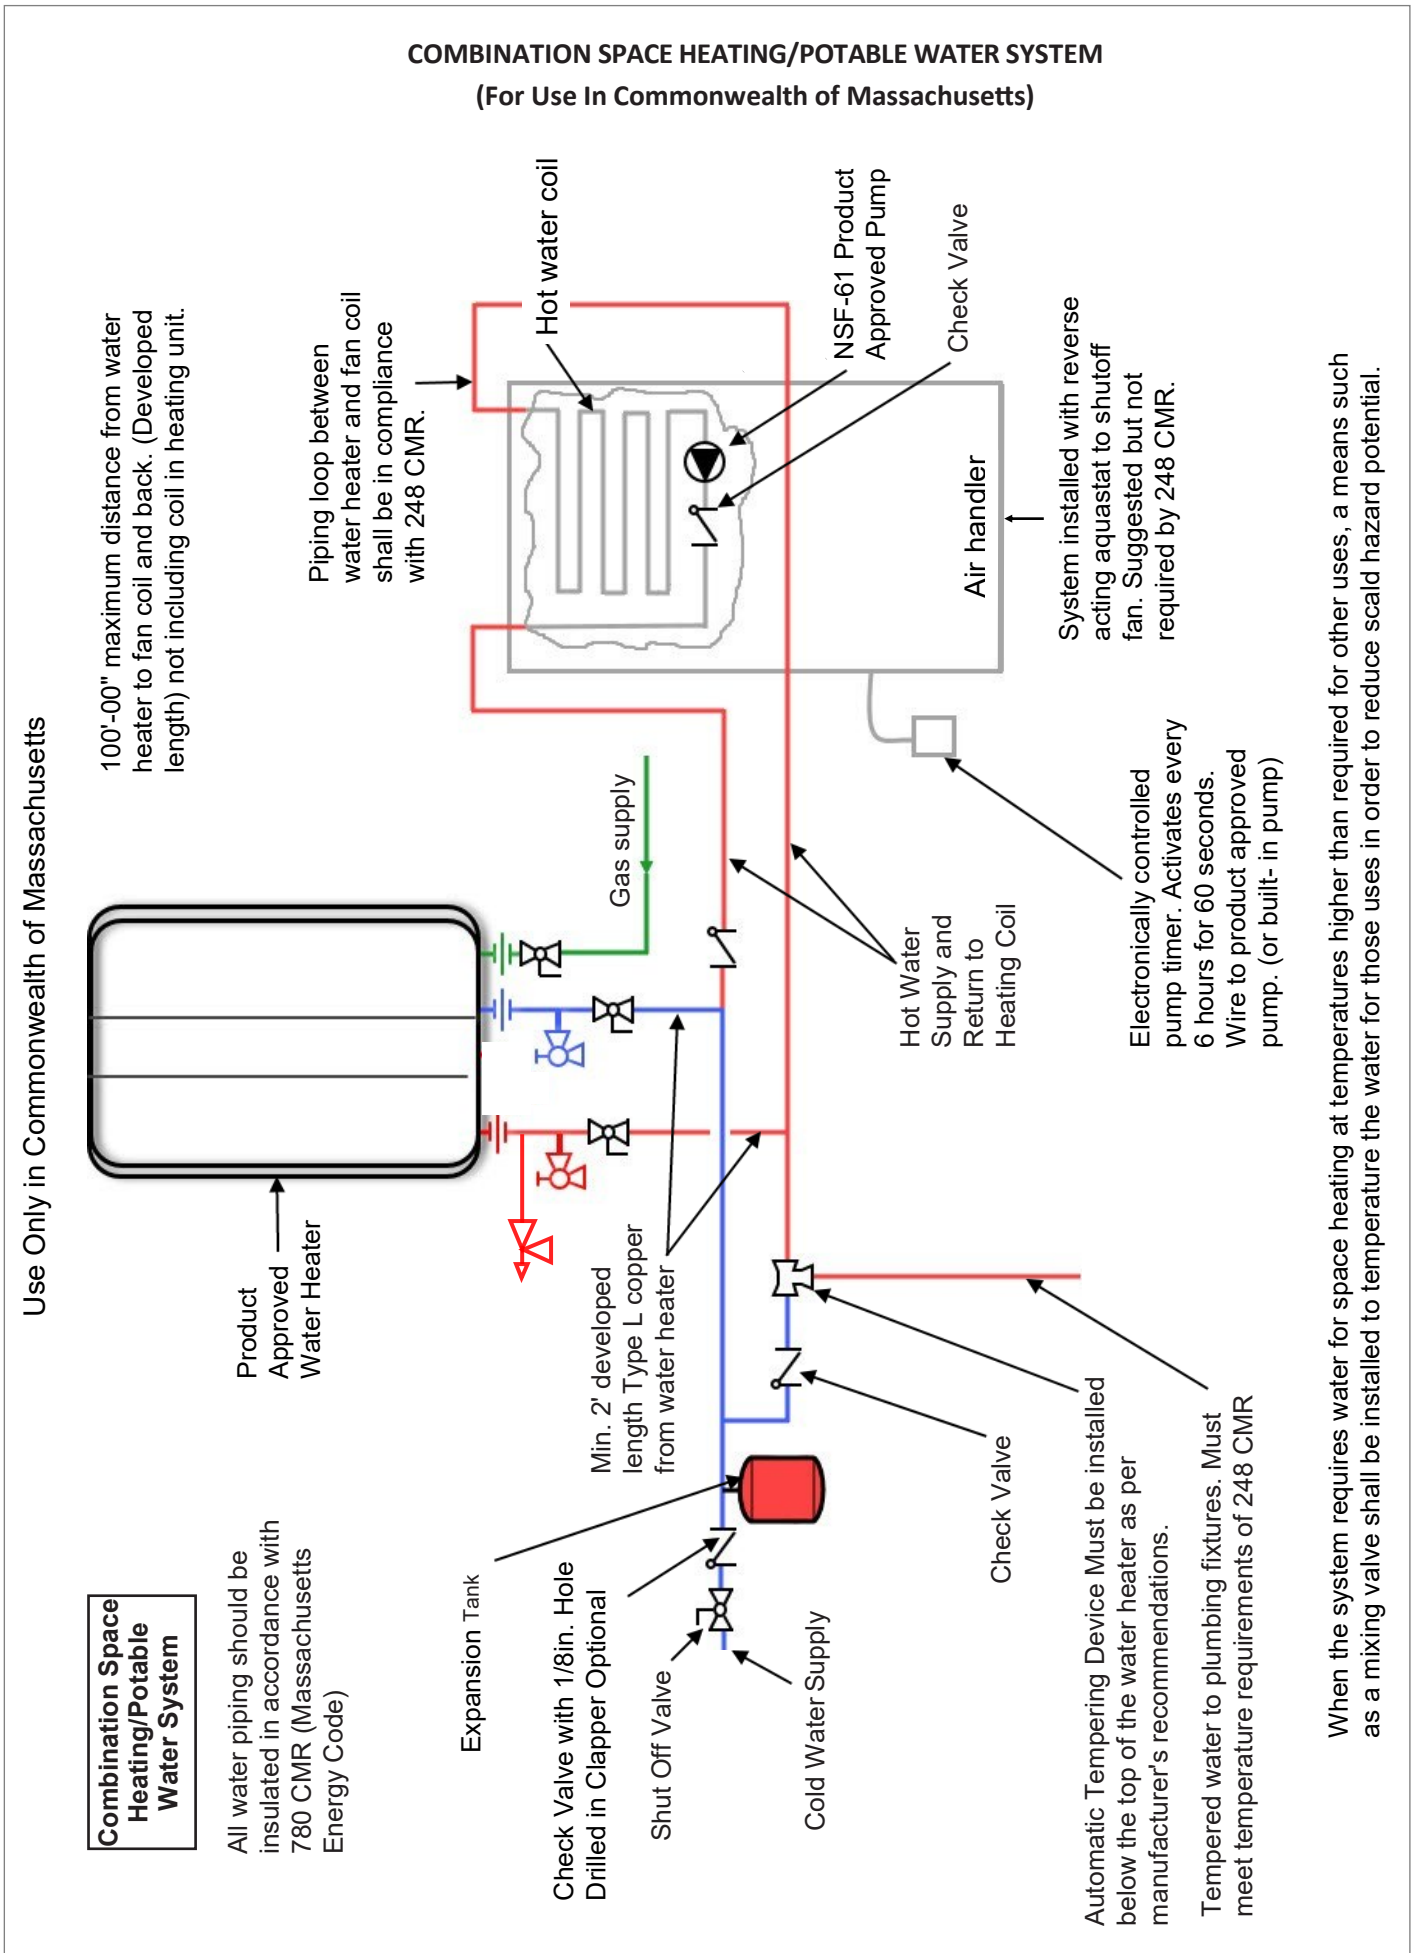 COMBINATION SPACE HEATING/POTABLE WATER SYSTEM
(For Use In Commonwealth of Massachusetts)
Use Only in Commonwealth of Massachusetts
Combination Space
Heating/Potable
Water System
All water piping should be
insulated in accordance with
780 CMR (Massachusetts
Energy Code)
Product
Approved
Water Heater
100'-00" maximum distance from water
heater to fan coil and back. (Developed
length) not including coil in heating unit.
Piping loop between
water heater and fan coil
shall be in compliance
with 248 CMR.
Hot water coil
NSF-61 Product
Approved Pump
Check Valve
Gas supply
Air handler
System installed with reverse
acting aquastat to shutoff
fan. Suggested but not
required by 248 CMR.
Expansion Tank
Check Valve with 1/8in. Hole
Drilled in Clapper Optional
Shut Off Valve
Cold Water Supply
Min. 2' developed
length Type L copper
from water heater
Hot Water
Supply and
Return to
Heating Coil
Electronically controlled
pump timer. Activates every
6 hours for 60 seconds.
Wire to product approved
pump. (or built- in pump)
Check Valve
Automatic Tempering Device Must be installed
below the top of the water heater as per
manufacturer's recommendations.
Tempered water to plumbing fixtures. Must
meet temperature requirements of 248 CMR
When the system requires water for space heating at temperatures higher than required for other uses, a means such
as a mixing valve shall be installed to temperature the water for those uses in order to reduce scald hazard potential.